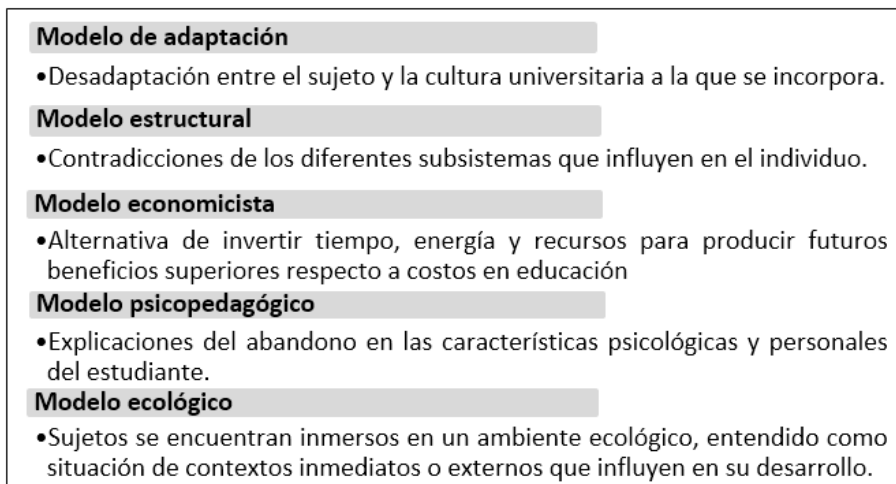 Modelo de adaptación
•Desadaptación entre el sujeto y la cultura universitaria a la que se incorpora.
Modelo estructural
•Contradicciones de los diferentes subsistemas que influyen en el individuo.
Modelo economicista
•Alternativa de invertir tiempo, energía y recursos para producir futuros
beneficios superiores respecto a costos en educación
Modelo psicopedagógico
•Explicaciones del abandono en las características psicológicas y personales
del estudiante.
Modelo ecológico
•Sujetos se encuentran inmersos en un ambiente ecológico, entendido como
situación de contextos inmediatos o externos que influyen en su desarrollo.